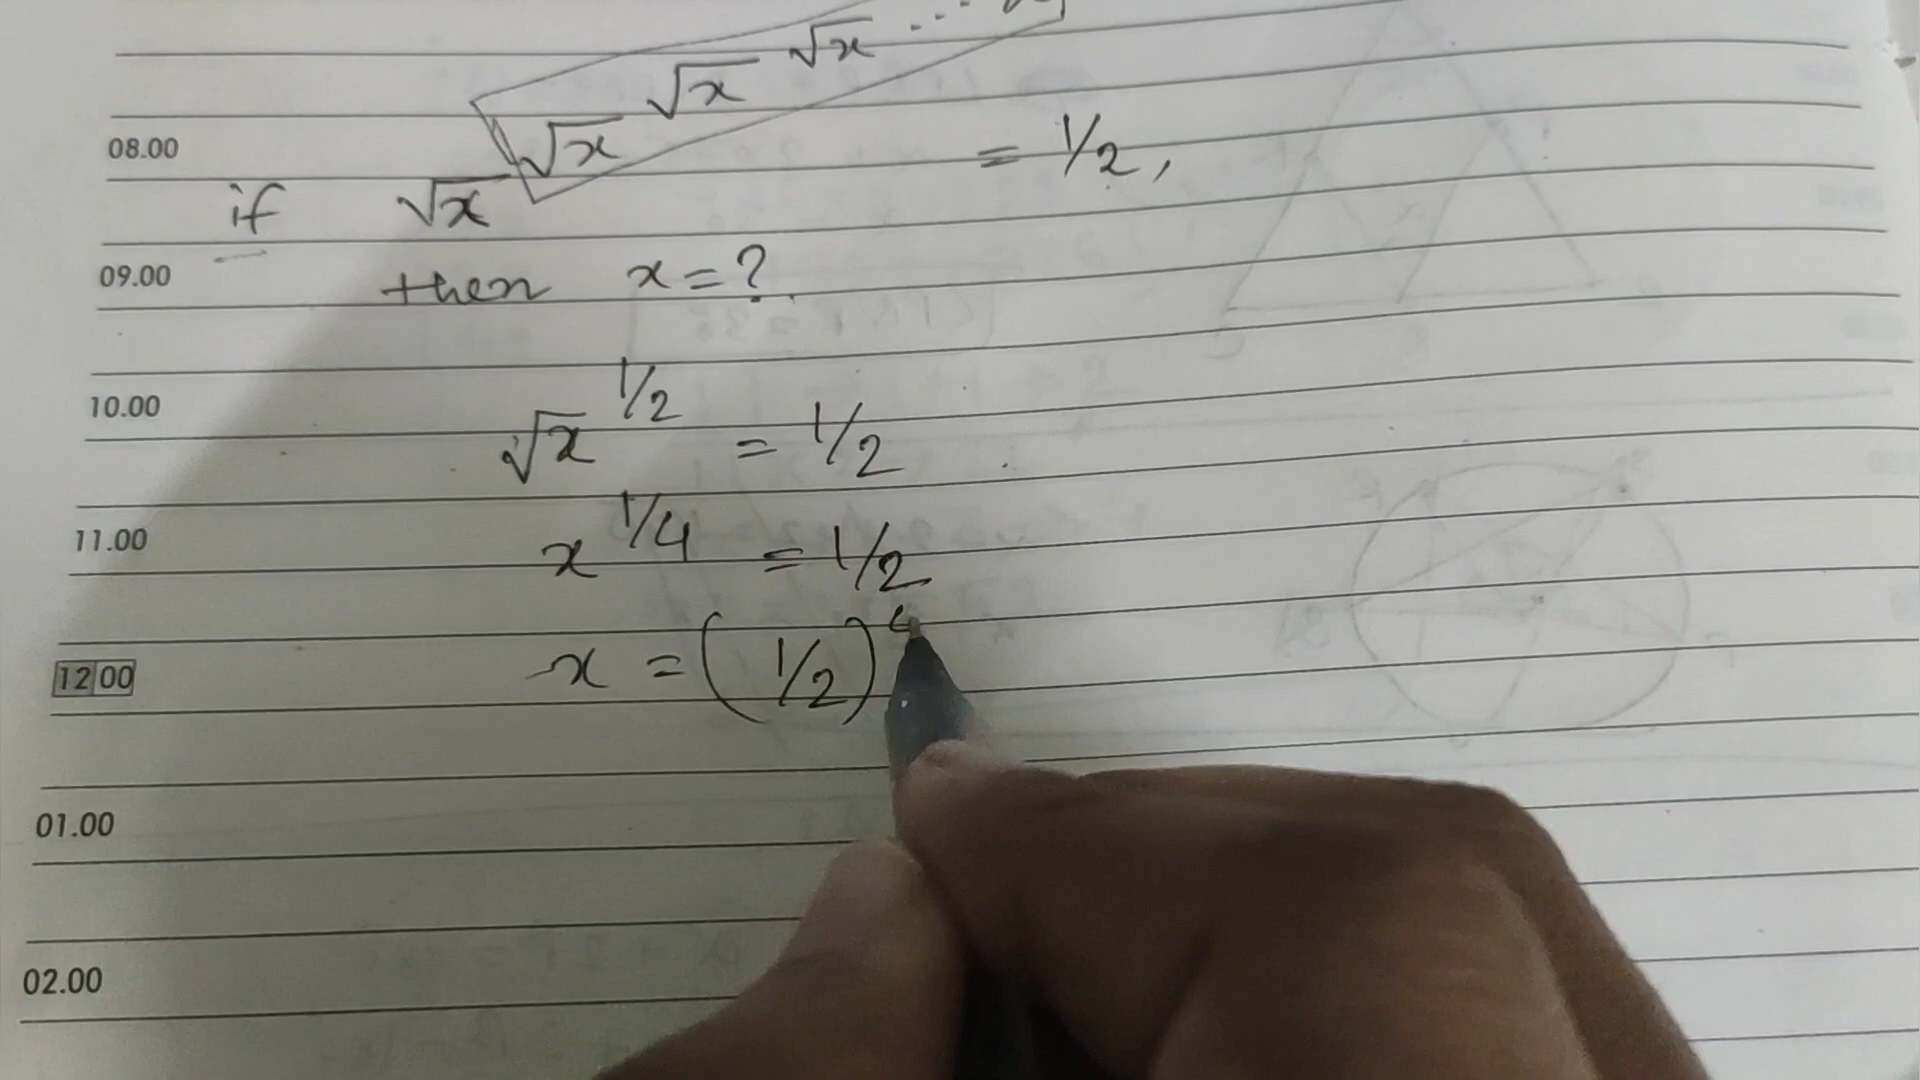 if √x^√x^√x^√x^.... = 1/2,
then x = ?
√x^1/2 = 1/2
x^1/4 = 1/2
x = (1/2)^4
08.00
09.00
10.00
11.00
12 00
01.00
02.00